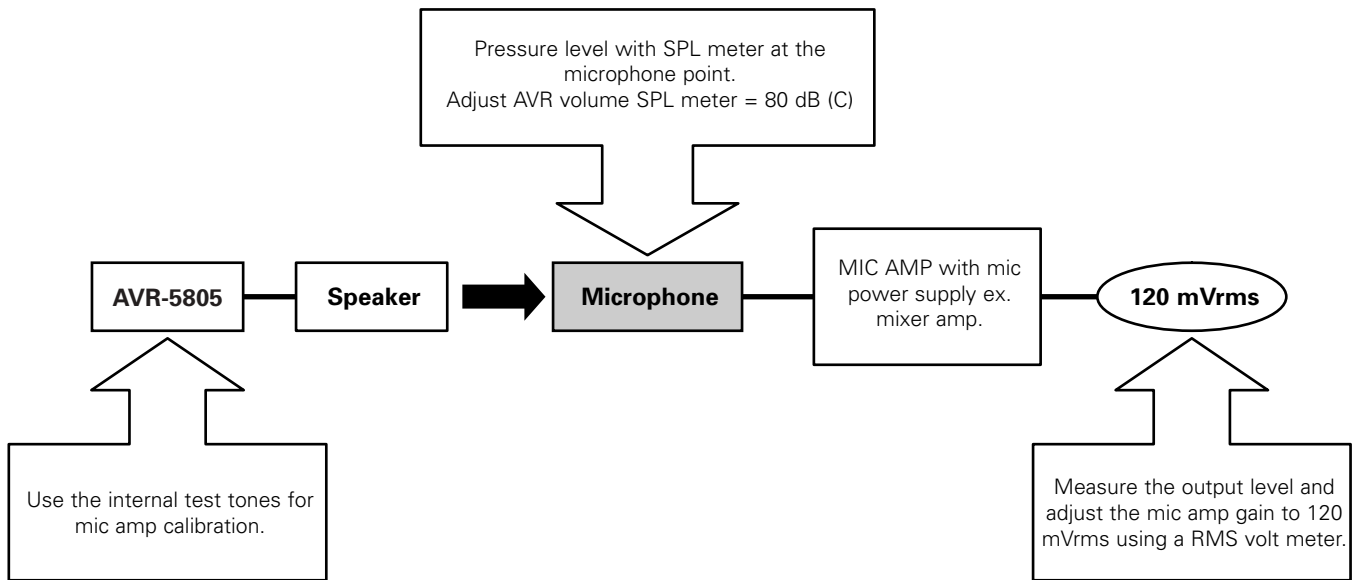 Pressure level with SPL meter at the
microphone point.
Adjust AVR volume SPL meter = 80 dB (C)
AVR-5805
Speaker
Microphone
MIC AMP with mic
power supply ex.
mixer amp.
120 mVrms
Use the internal test tones for
mic amp calibration.
Measure the output level and
adjust the mic amp gain to 120
mVrms using a RMS volt meter.